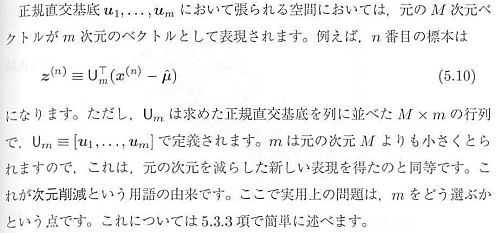 正規直交基底 u₁, . . . , uₘ において張られる空間においては，元の M 次元ベ
クトルが m 次元のベクトルとして表現されます。例えば，n 番目の標本は
z⁽ⁿ⁾ ≡ Uₘ⊤(x⁽ⁿ⁾ − μ̂) (5.10)
になります。ただし，Uₘ は求めた正規直交基底を列に並べた M × m の行列
で，Uₘ ≡ [u₁, . . . , uₘ] で定義されます。m は元の次元 M よりも小さくとら
れますので，これは，元の次元を減らした新しい表現を得たのと同等です。こ
れが次元削減という用語の由来です。ここで実用上の問題は，m をどう選ぶか
という点です。これについては 5.3.3 項で簡単に述べます。